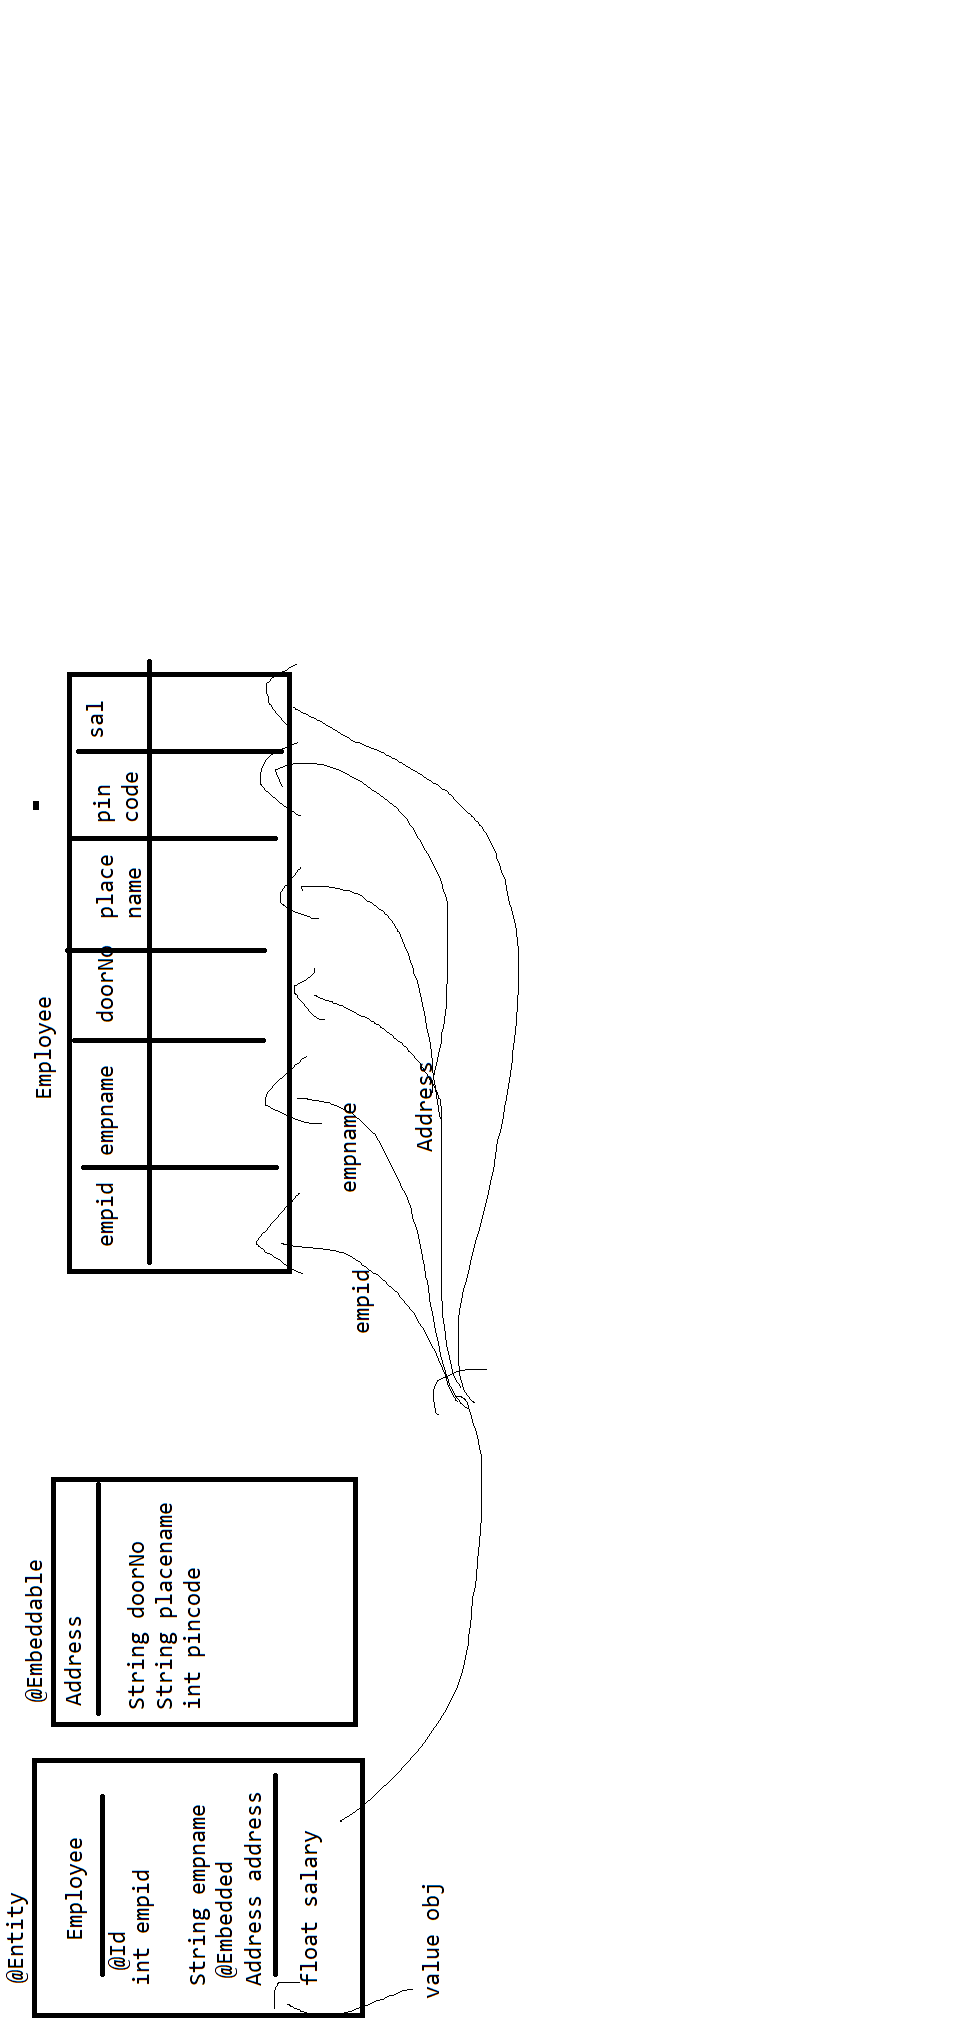 @Entity
Employee
@Id
int empid
String empname
@Embedded
Address address
float salary
value obj
@Embeddable
Address
String doorNo
String placename
int pincode
Employee
empid
empname
doorNo
place
name
pin
code
sal
empid
empname
Address